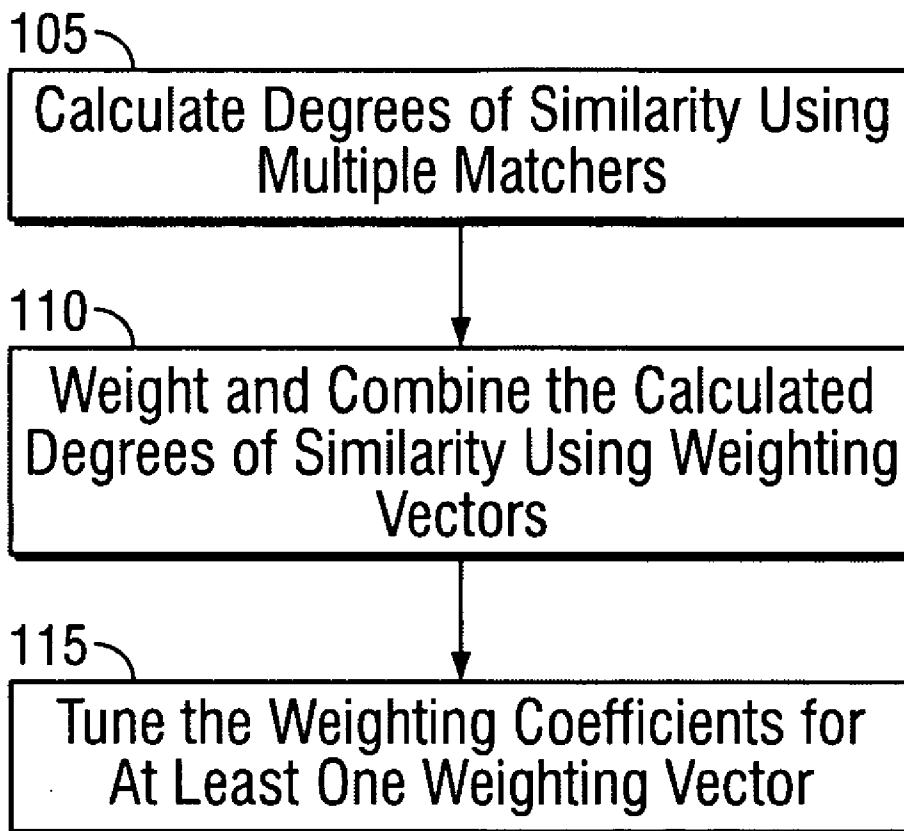 105
Calculate Degrees of Similarity Using
Multiple Matchers
110
Weight and Combine the Calculated
Degrees of Similarity Using Weighting
Vectors
115
Tune the Weighting Coefficients for
At Least One Weighting Vector